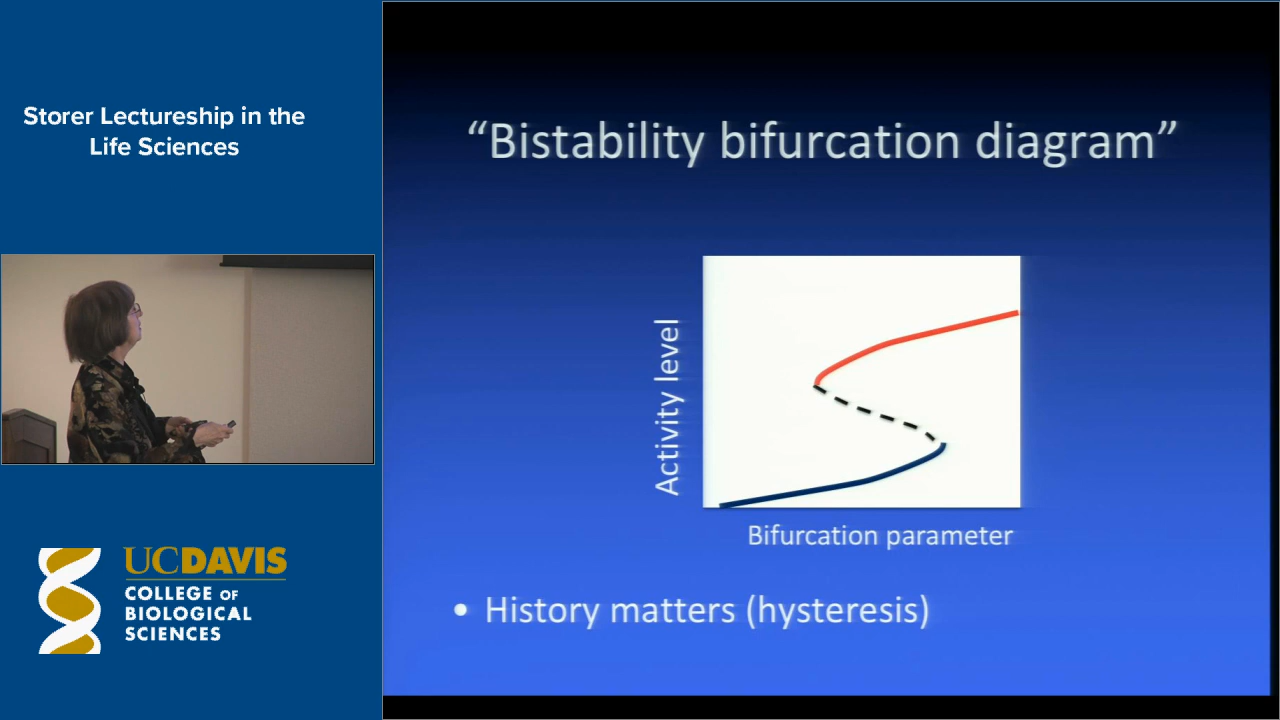 Storer Lectureship in the
Life Sciences
UCDAVIS
COLLEGE OF
BIOLOGICAL
SCIENCES
“Bistability bifurcation diagram”
Activity level
Bifurcation parameter
• History matters (hysteresis)